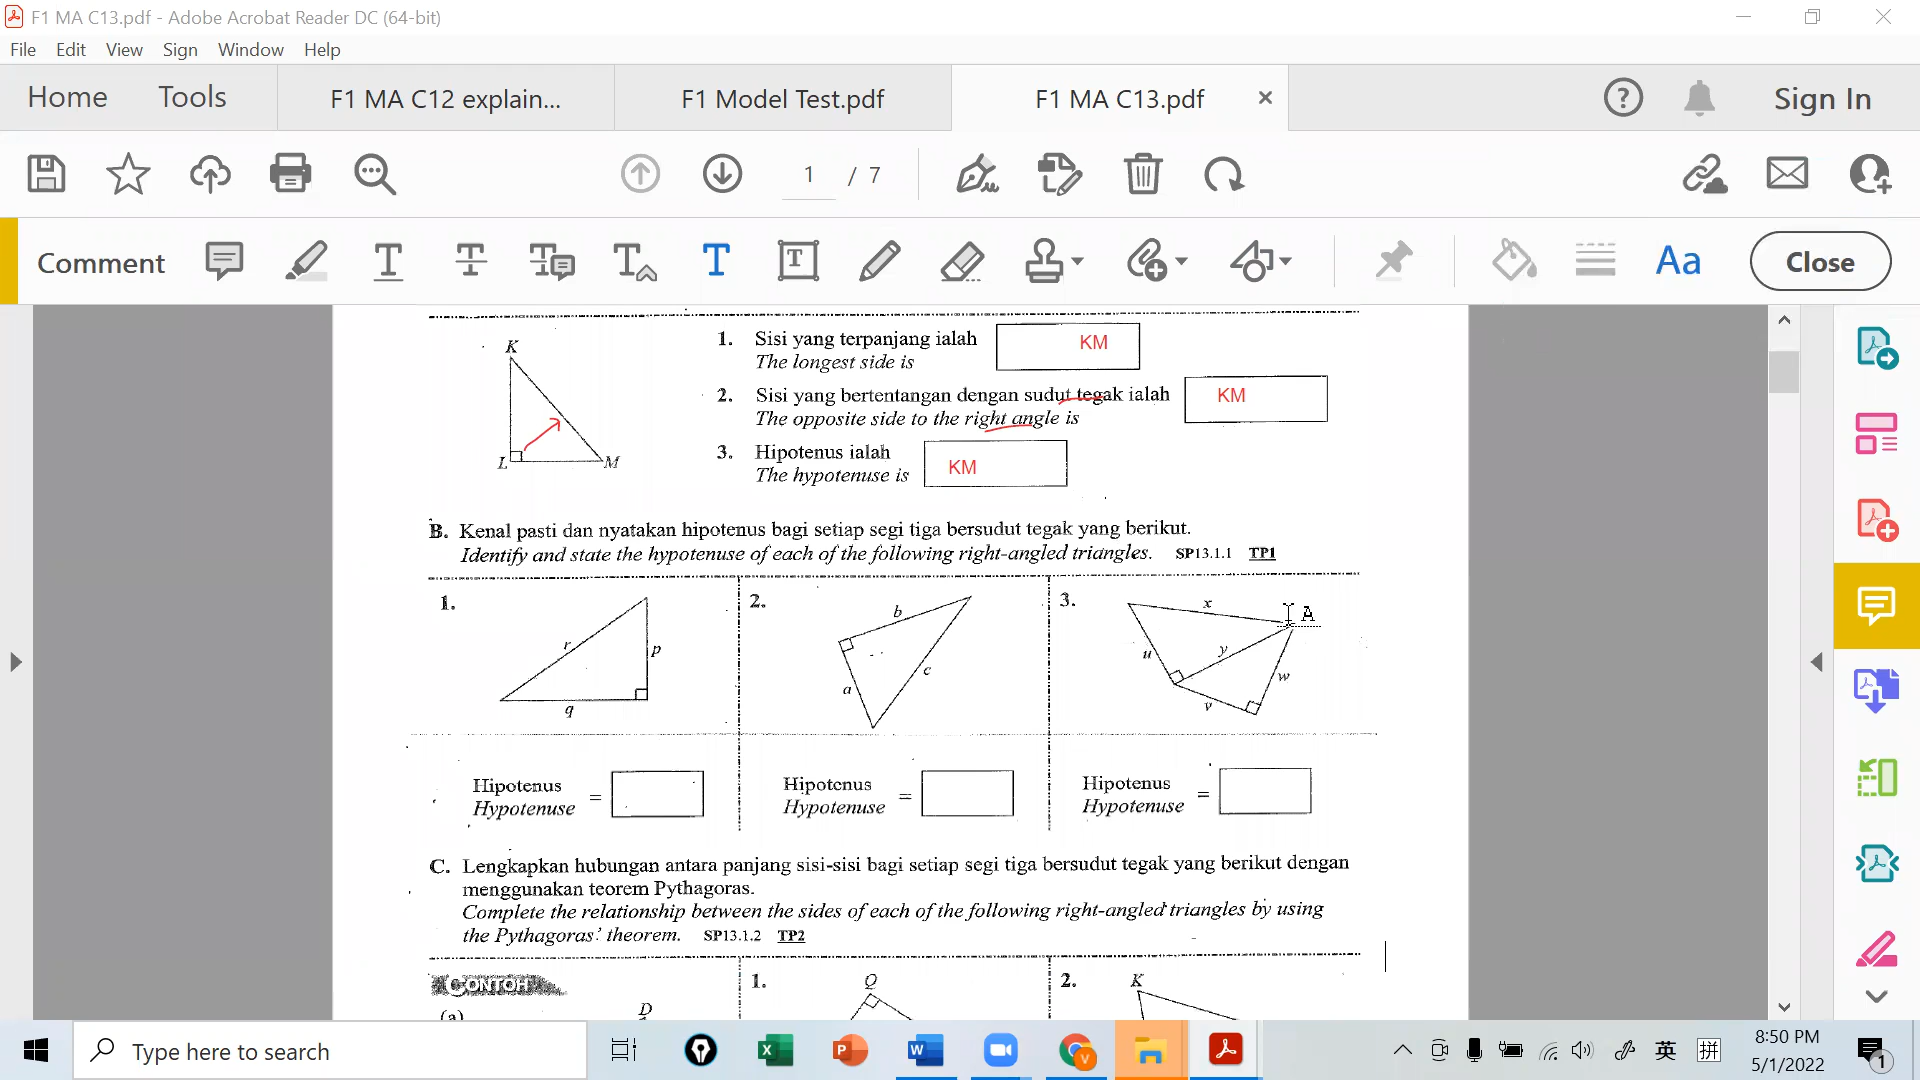 F1 MA C13.pdf - Adobe Acrobat Reader DC (64-bit)
File Edit View Sign Window Help
Home Tools F1 MA C12 explain... F1 Model Test.pdf F1 MA C13.pdf Sign In
1 / 7
Comment Aa Close
K
L
M
1. Sisi yang terpanjang ialah KM
The longest side is
2. Sisi yang bertentangan dengan sudut tegak ialah KM
The opposite side to the right angle is
3. Hipotenus ialah KM
The hypotenuse is
B. Kenal pasti dan nyatakan hipotenus bagi setiap segi tiga bersudut tegak yang berikut.
Identify and state the hypotenuse of each of the following right-angled triangles. SP13.1.1 TP1
1.
r
p
q
2.
b
a
c
3.
x
A
u
y
w
v
Hipotenus
Hypotenuse =
Hipotenus
Hypotenuse =
Hipotenus
Hypotenuse =
C. Lengkapkan hubungan antara panjang sisi-sisi bagi setiap segi tiga bersudut tegak yang berikut dengan
menggunakan teorem Pythagoras.
Complete the relationship between the sides of each of the following right-angled triangles by using
the Pythagoras' theorem. SP13.1.2 TP2
CONTOH
(a)
D
1.
Q
2.
K
Type here to search
英 拼
8:50 PM
5/1/2022
1